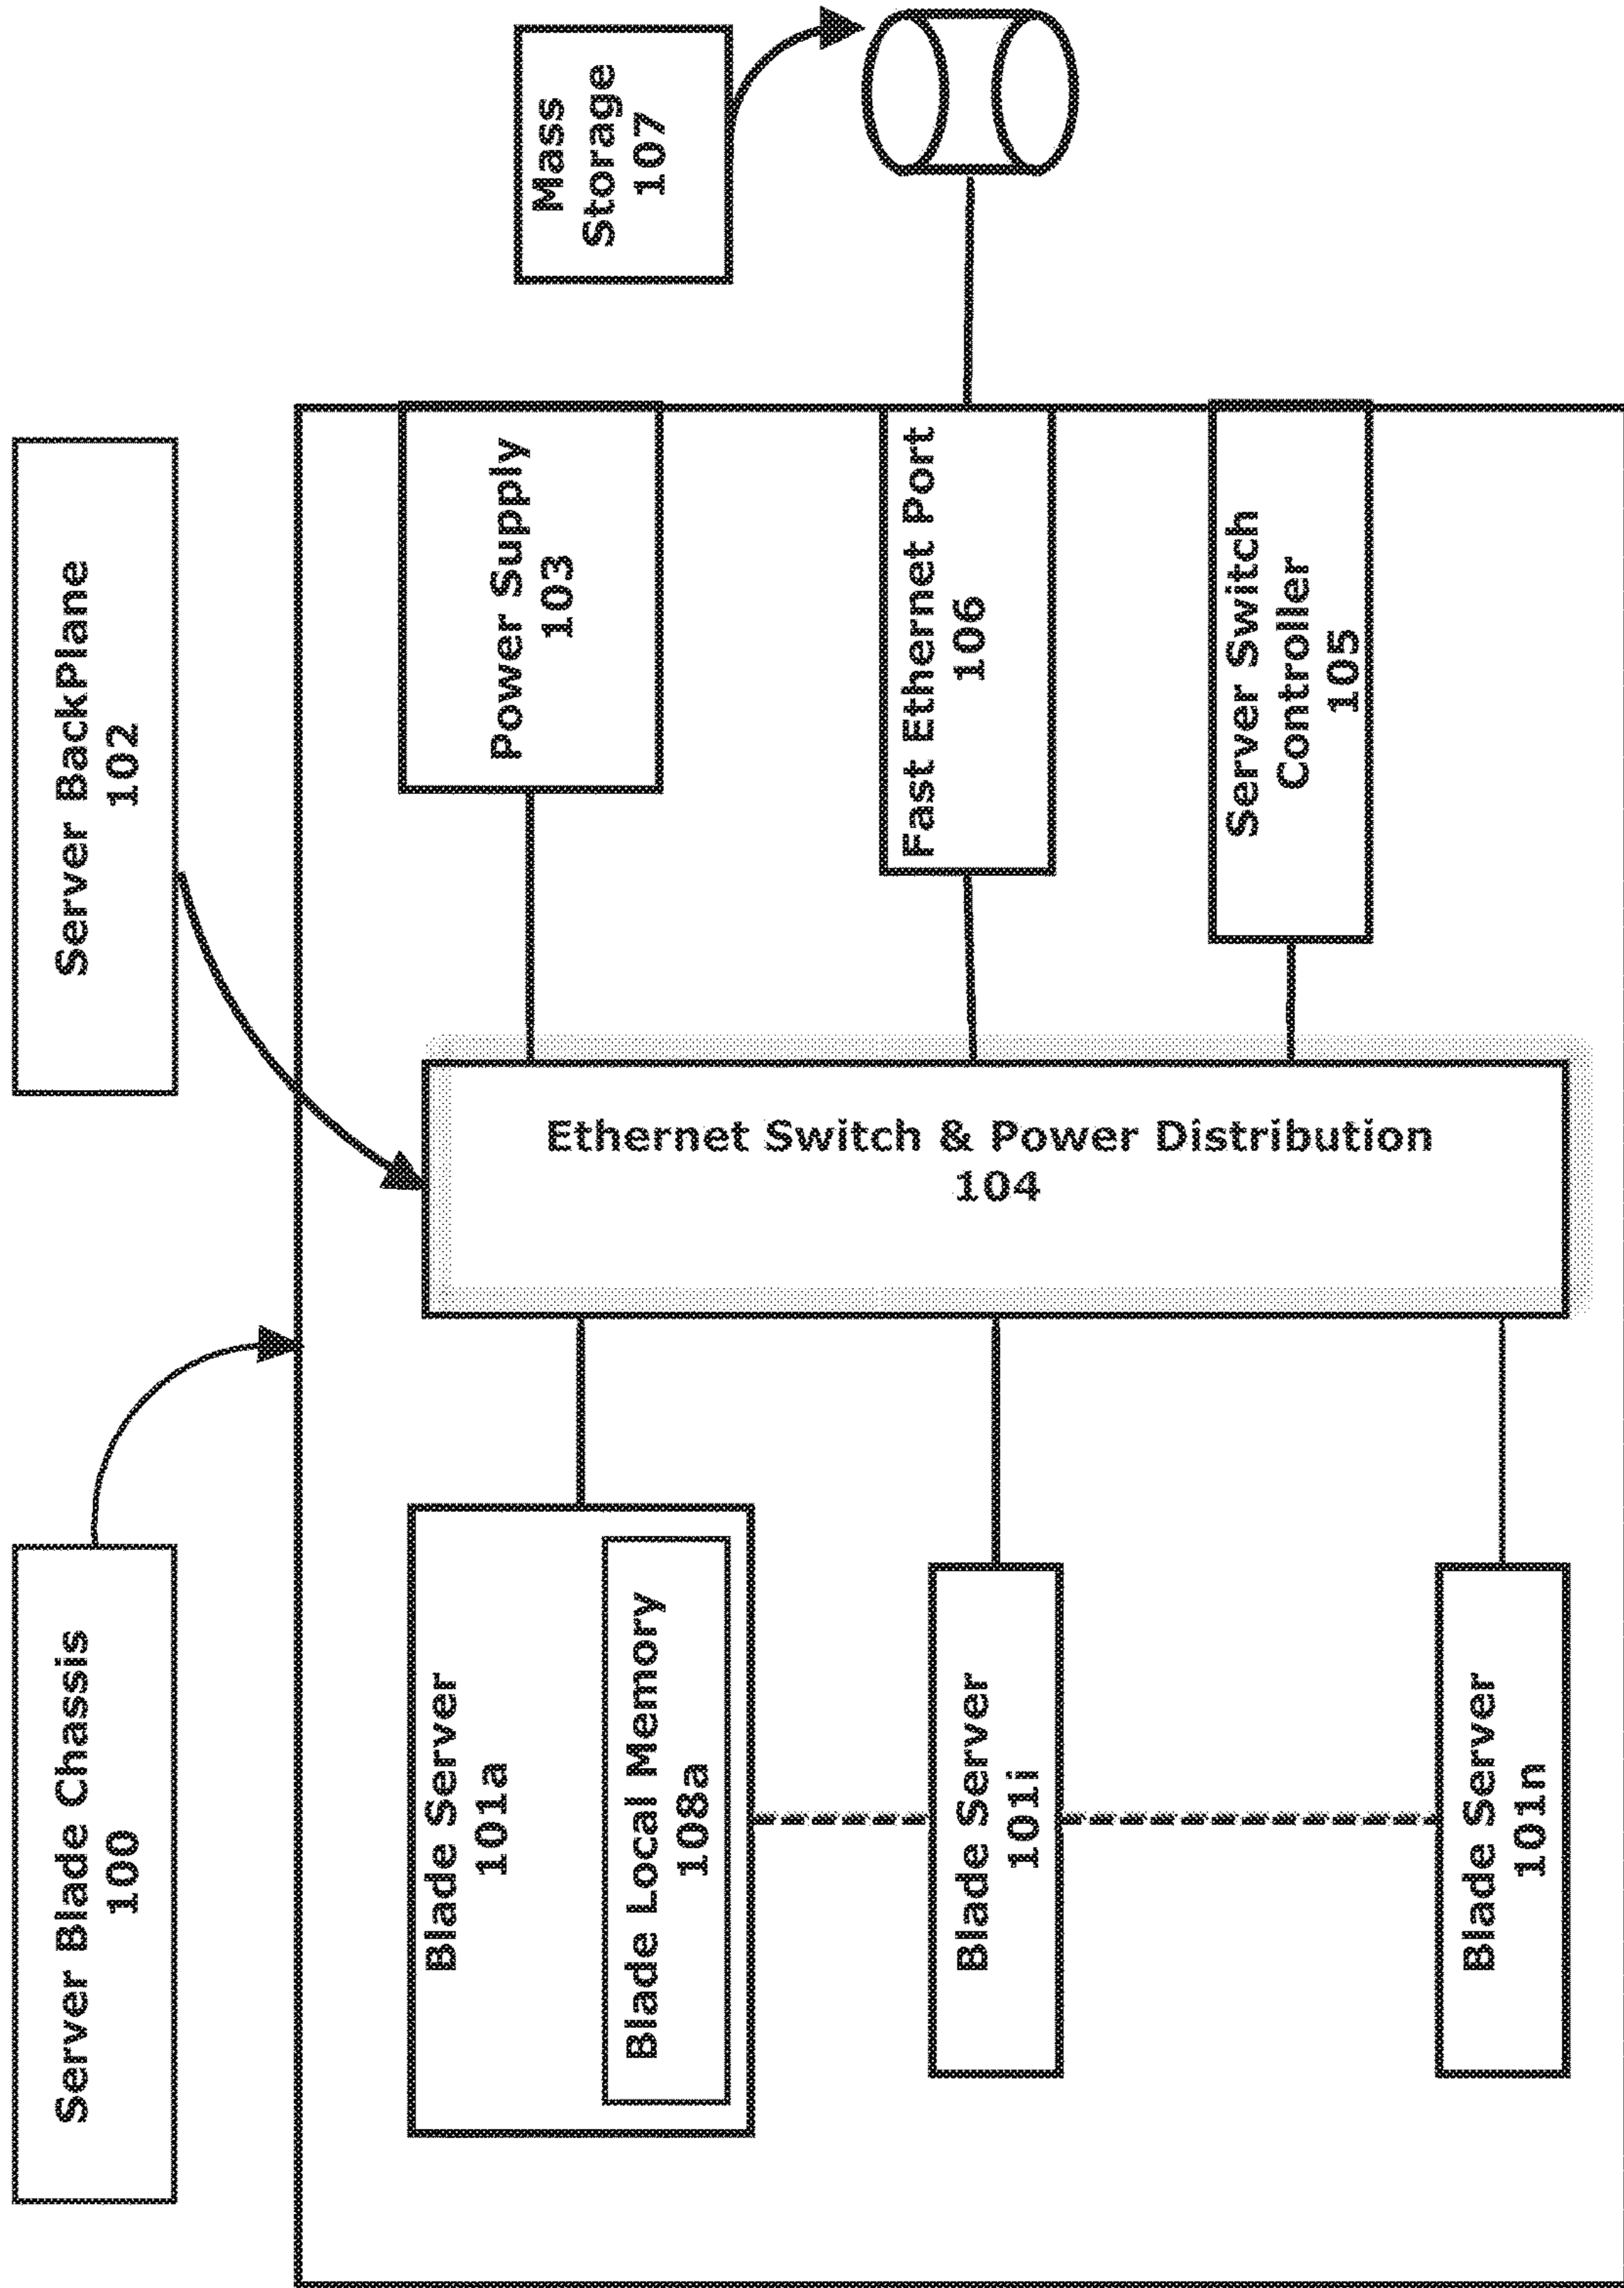 Server Blade Chassis
100
Server BackPlane
102
Mass
Storage
107
Blade Server
101a
Blade Local Memory
108a
Blade Server
101i
Blade Server
101n
Ethernet Switch & Power Distribution
104
Power Supply
103
Fast Ethernet Port
106
Server Switch
Controller
105